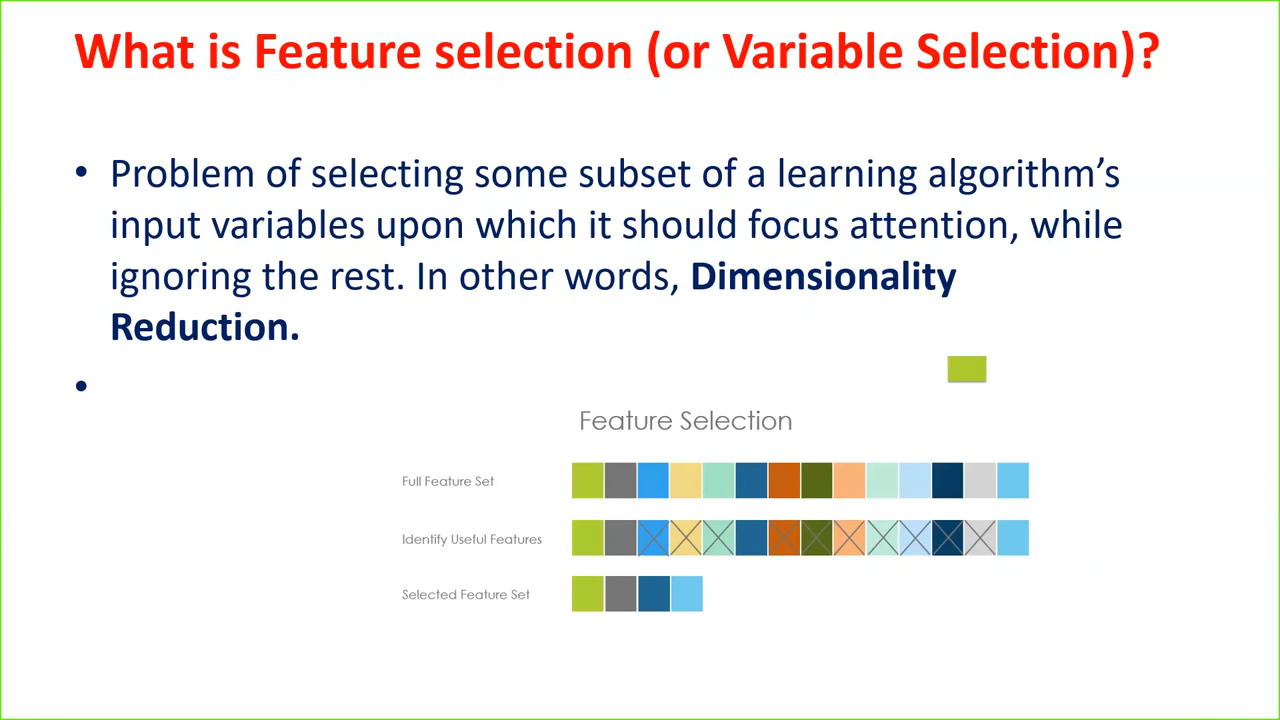 What is Feature selection (or Variable Selection)?
• Problem of selecting some subset of a learning algorithm’s
input variables upon which it should focus attention, while
ignoring the rest. In other words, Dimensionality
Reduction.
•
Feature Selection
Full Feature Set
Identify Useful Features
Selected Feature Set